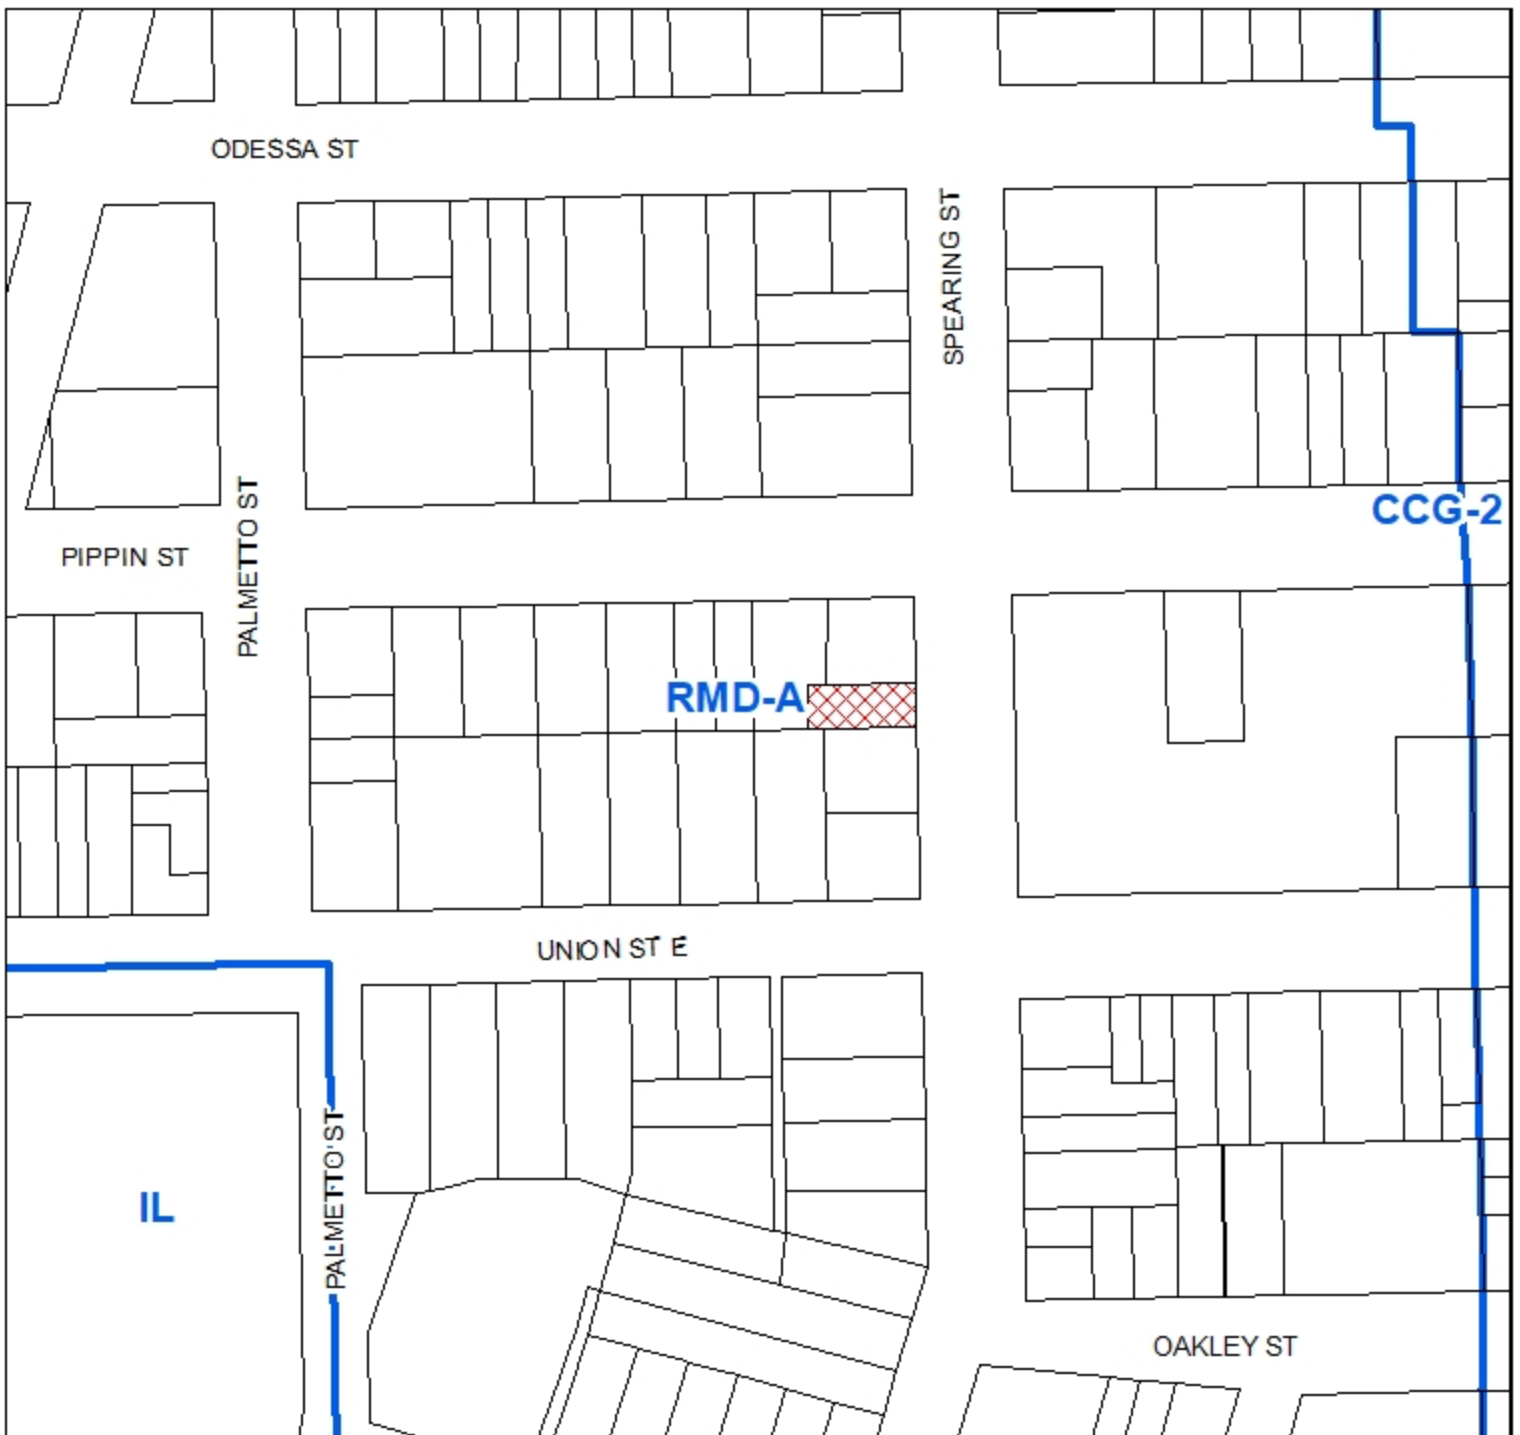 ODESSA ST
SPEARING ST
PALMETTO ST
CCG-2
PIPPIN ST
RMD-A
UNION ST E
PALMETTO ST
IL
OAKLEY ST